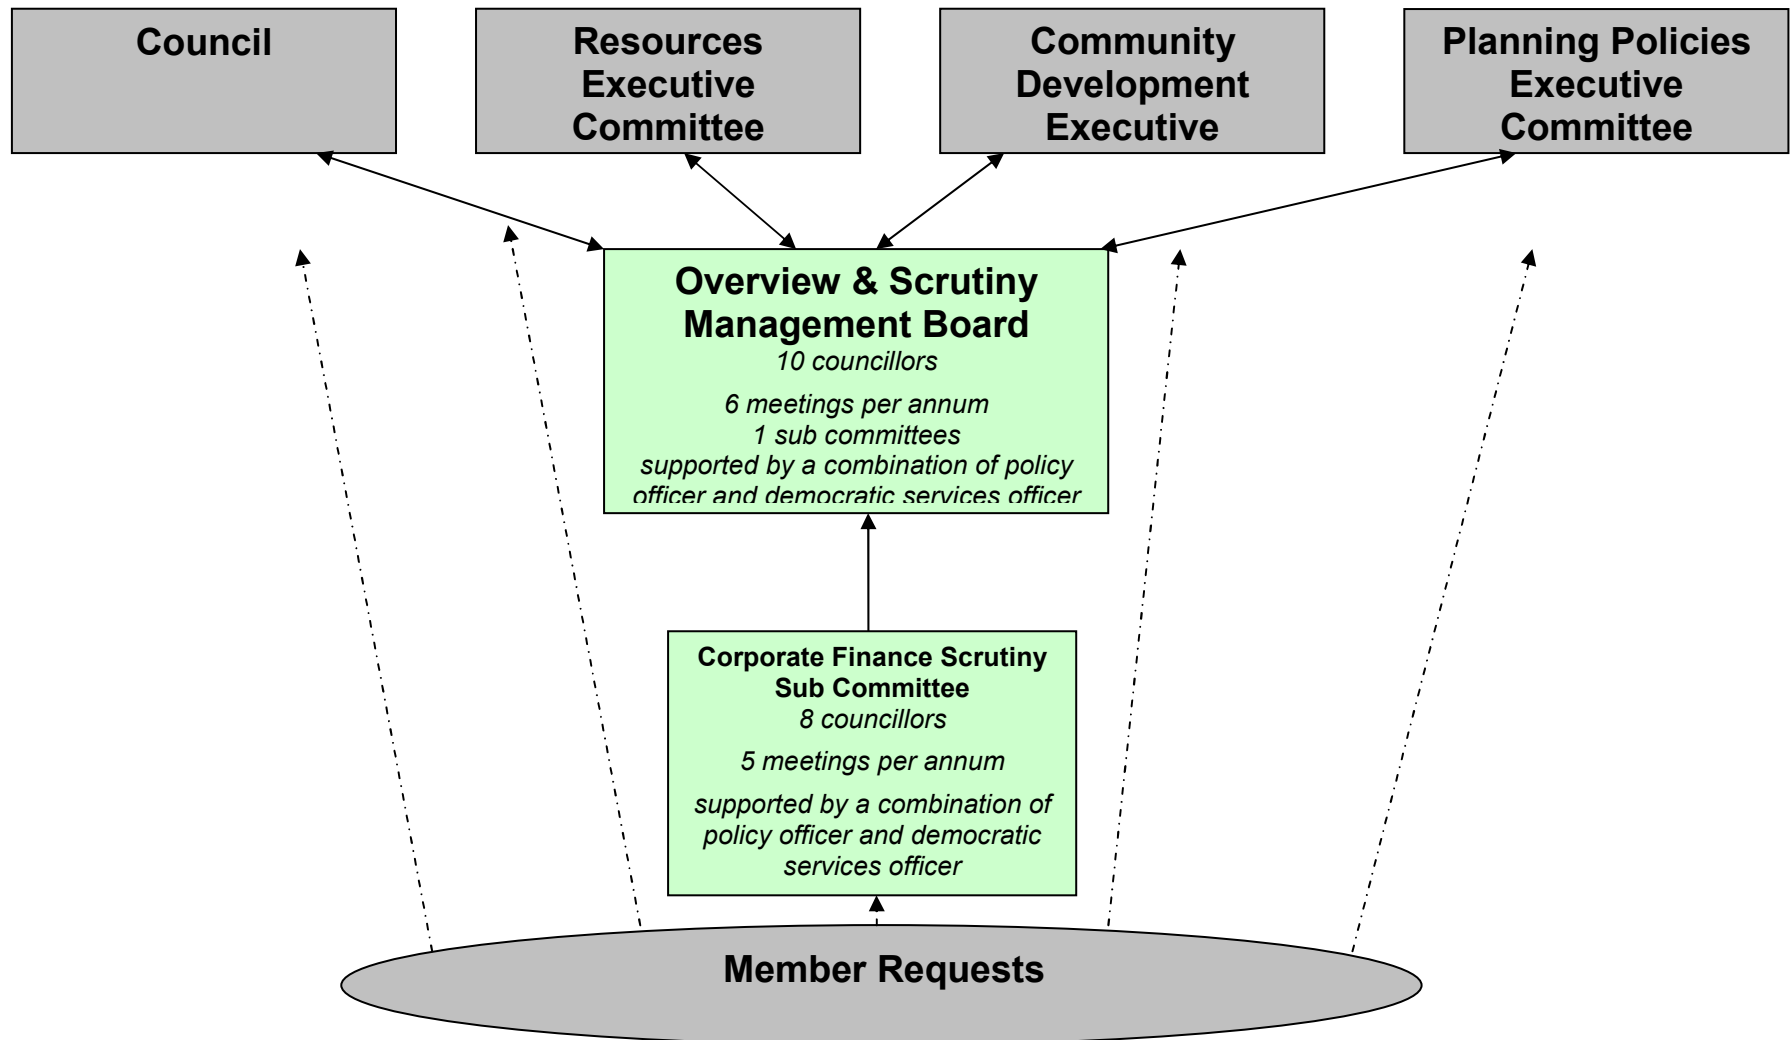 Council
Resources
Executive
Committee
Community
Development
Executive
Planning Policies
Executive
Committee
Overview & Scrutiny
Management Board
10 councillors
6 meetings per annum
1 sub committees
supported by a combination of policy
officer and democratic services officer
Corporate Finance Scrutiny
Sub Committee
8 councillors
5 meetings per annum
supported by a combination of
policy officer and democratic
services officer
Member Requests